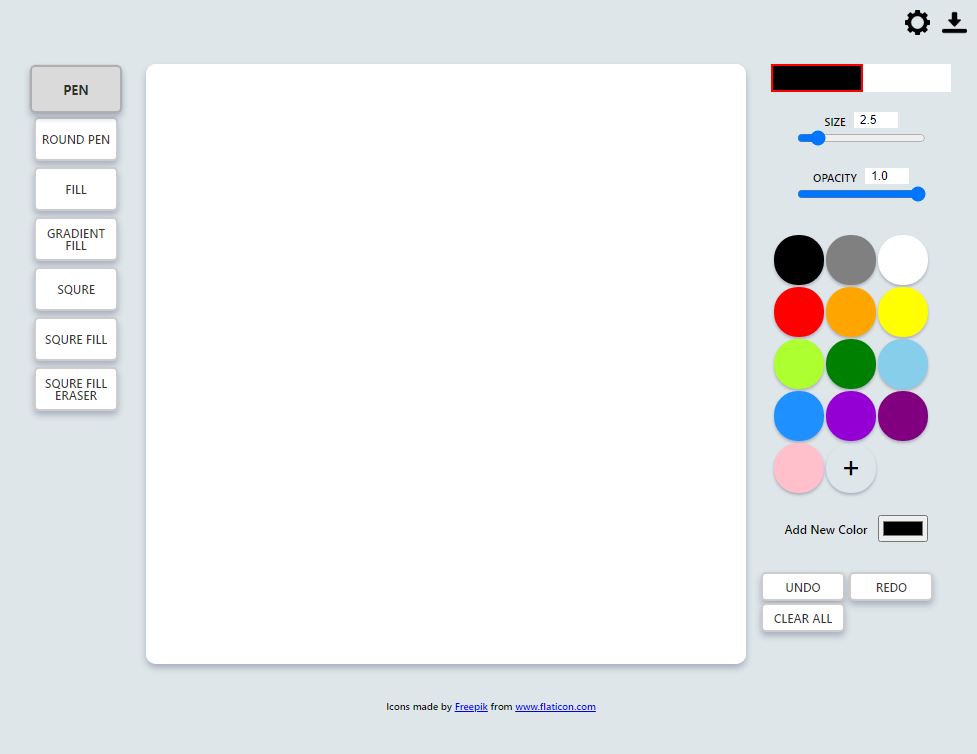 PEN
ROUND PEN
FILL
GRADIENT
FILL
SQURE
SQURE FILL
SQURE FILL
ERASER
SIZE 2.5
OPACITY 1.0
+
Add New Color
UNDO REDO
CLEAR ALL
Icons made by Freepik from www.flaticon.com